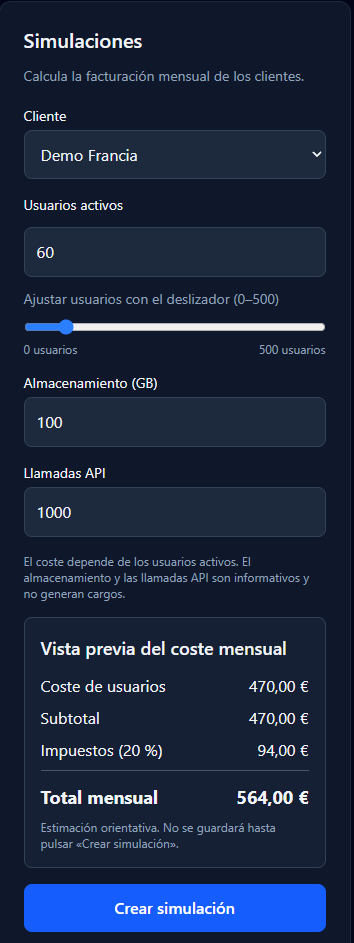 Simulaciones
Calcula la facturación mensual de los clientes.
Cliente
Demo Francia
Usuarios activos
60
Ajustar usuarios con el deslizador (0–500)
0 usuarios 500 usuarios
Almacenamiento (GB)
100
Llamadas API
1000
El coste depende de los usuarios activos. El
almacenamiento y las llamadas API son informativos y
no generan cargos.
Vista previa del coste mensual
Coste de usuarios 470,00 €
Subtotal 470,00 €
Impuestos (20 %) 94,00 €
Total mensual 564,00 €
Estimación orientativa. No se guardará hasta
pulsar «Crear simulación».
Crear simulación